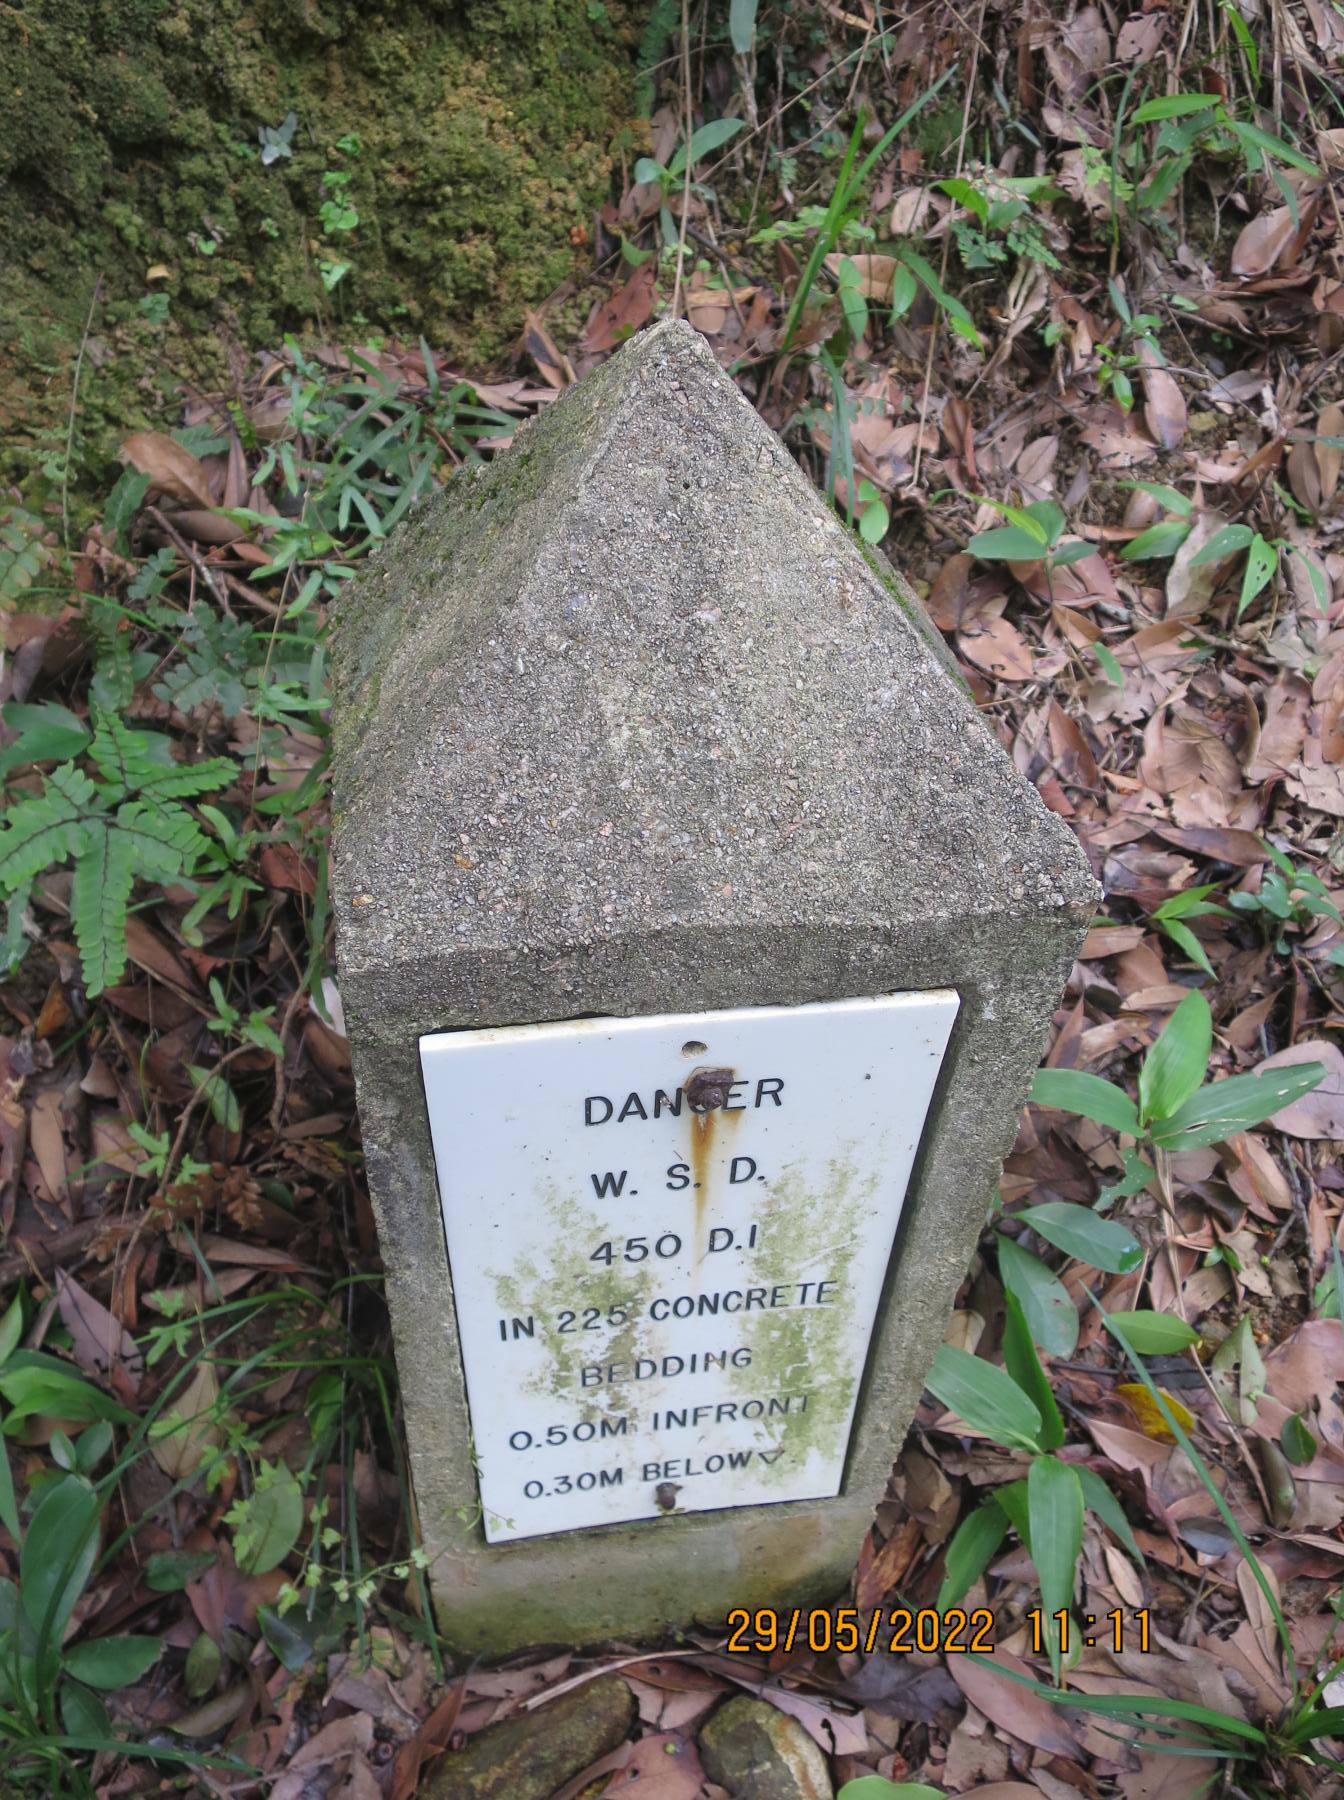 DANGER
W. S. D.
450 D.I
IN 225 CONCRETE
BEDDING
0.50M INFRONT
0.30M BELOW ▽
29/05/2022 11:11